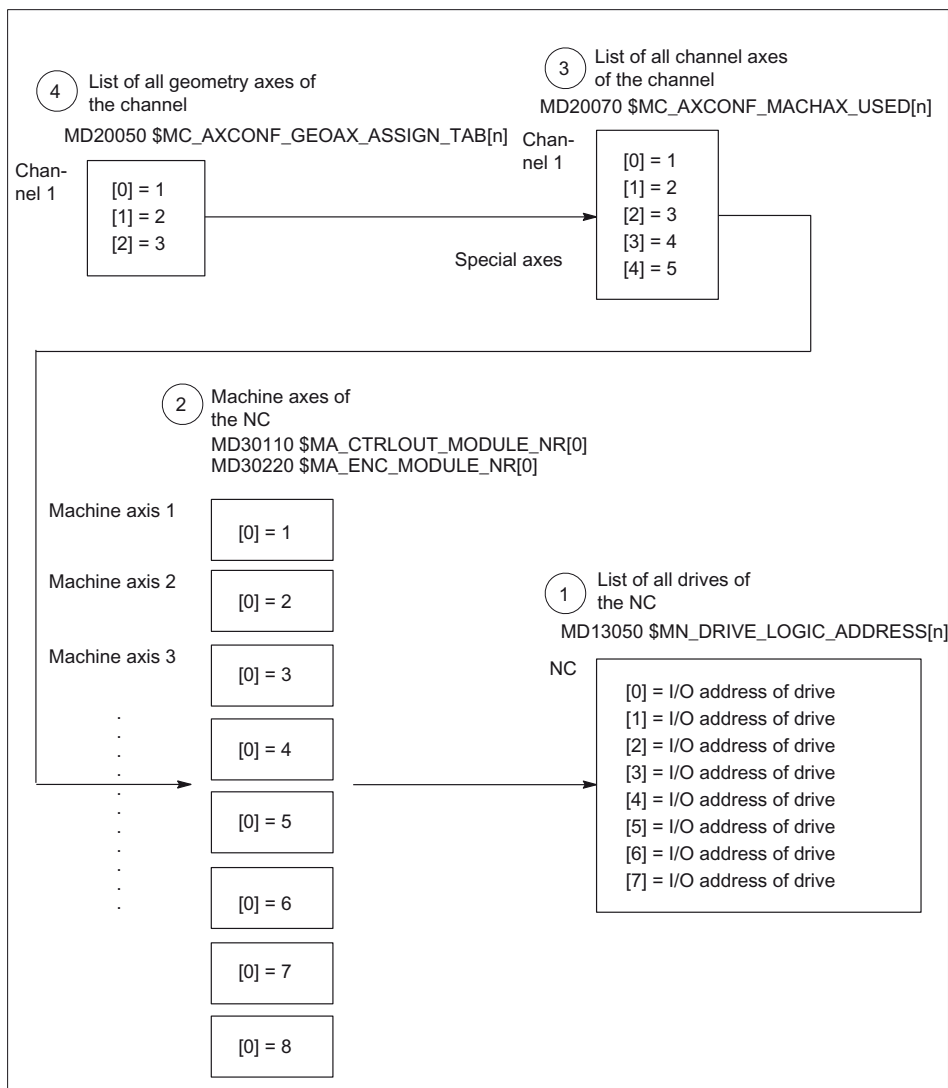 4
List of all geometry axes of
the channel
MD20050 $MC_AXCONF_GEOAX_ASSIGN_TAB[n]
Chan-
nel 1
[0] = 1
[1] = 2
[2] = 3
3
List of all channel axes
of the channel
MD20070 $MC_AXCONF_MACHAX_USED[n]
Chan-
nel 1
[0] = 1
[1] = 2
[2] = 3
[3] = 4
[4] = 5
Special axes
2
Machine axes of
the NC
MD30110 $MA_CTRLOUT_MODULE_NR[0]
MD30220 $MA_ENC_MODULE_NR[0]
Machine axis 1
[0] = 1
Machine axis 2
[0] = 2
Machine axis 3
[0] = 3
[0] = 4
[0] = 5
[0] = 6
[0] = 7
[0] = 8
1
List of all drives of
the NC
MD13050 $MN_DRIVE_LOGIC_ADDRESS[n]
NC
[0] = I/O address of drive
[1] = I/O address of drive
[2] = I/O address of drive
[3] = I/O address of drive
[4] = I/O address of drive
[5] = I/O address of drive
[6] = I/O address of drive
[7] = I/O address of drive